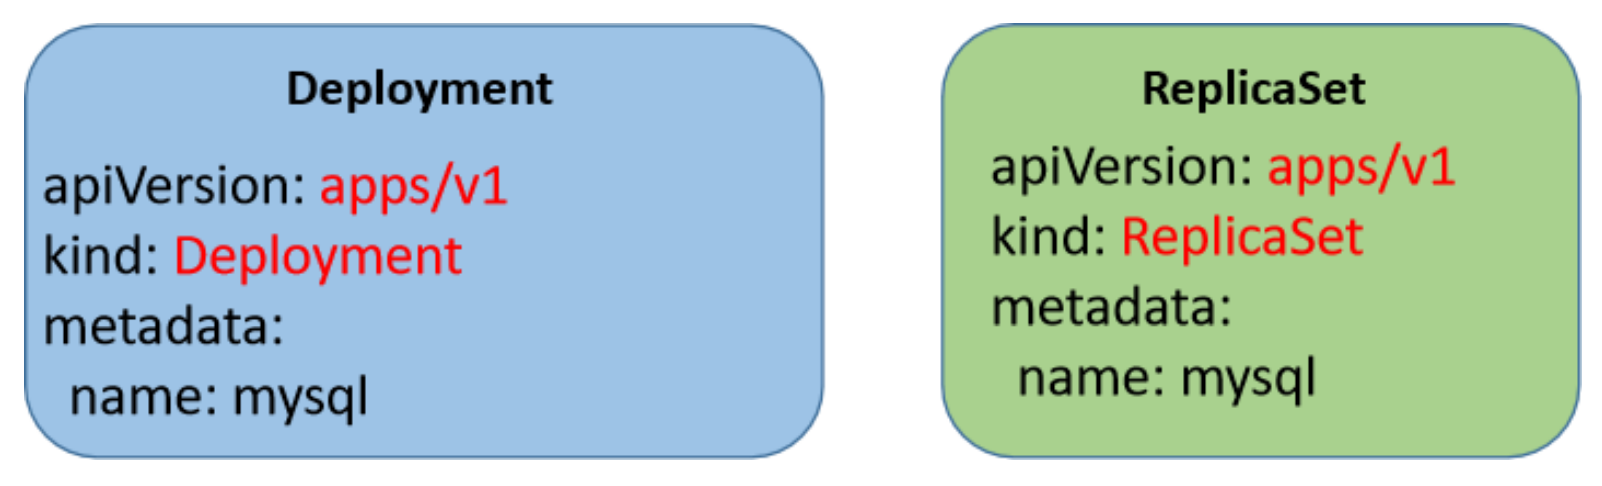 Deployment
apiVersion: apps/v1
kind: Deployment
metadata:
  name: mysql
ReplicaSet
apiVersion: apps/v1
kind: ReplicaSet
metadata:
  name: mysql